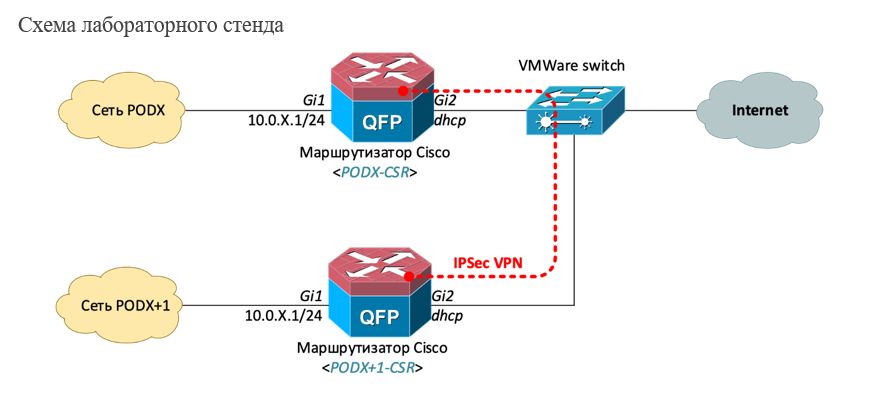 Схема лабораторного стенда
VMWare switch
Сеть PODX
Gi1
10.0.X.1/24
QFP
Gi2
dhcp
Internet
Маршрутизатор Cisco
<PODX-CSR>
IPSec VPN
Сеть PODX+1
Gi1
10.0.X.1/24
QFP
Gi2
dhcp
Маршрутизатор Cisco
<PODX+1-CSR>